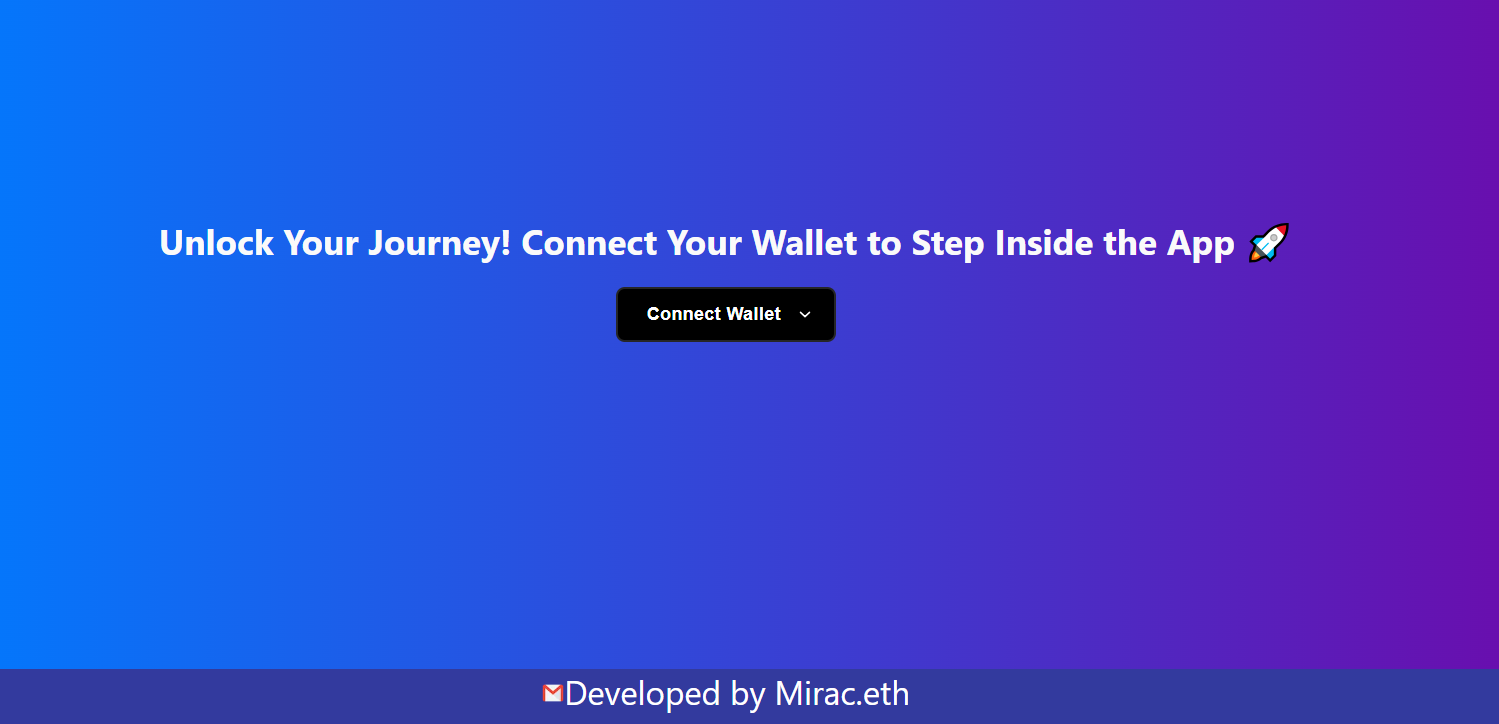 Unlock Your Journey! Connect Your Wallet to Step Inside the App 🚀
Connect Wallet
Developed by Mirac.eth